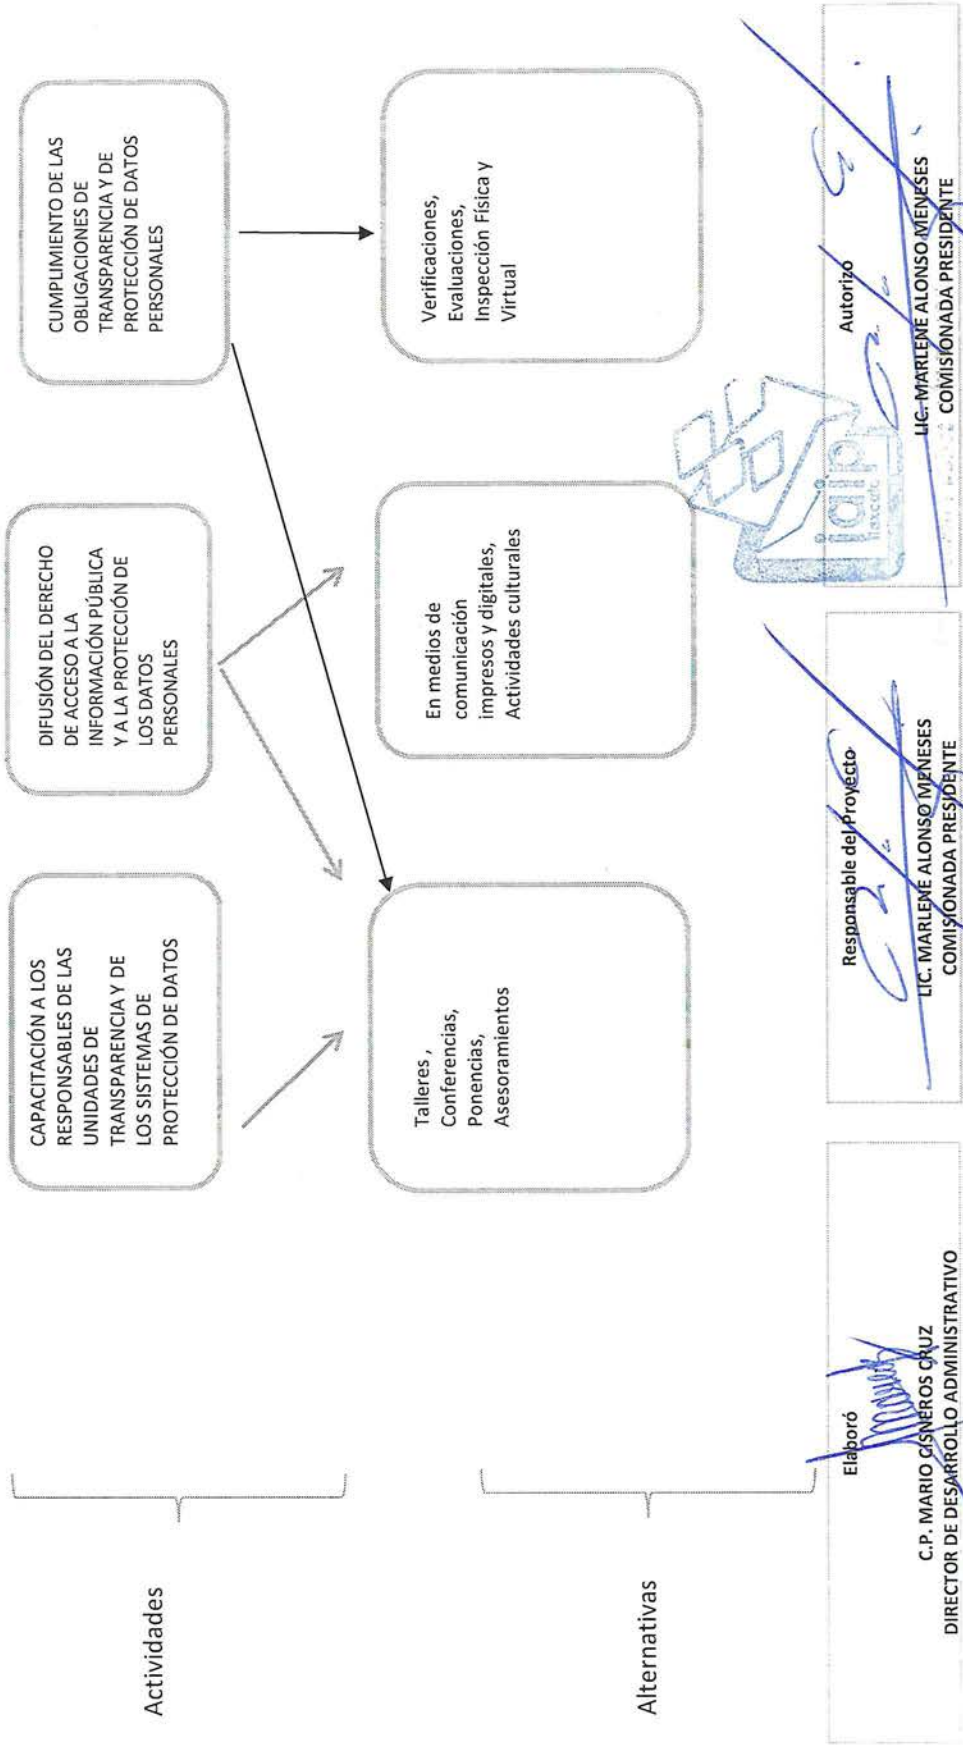 Actividades
CAPACITACIÓN A LOS
RESPONSABLES DE LAS
UNIDADES DE
TRANSPARENCIA Y DE
LOS SISTEMAS DE
PROTECCIÓN DE DATOS
DIFUSIÓN DEL DERECHO
DE ACCESO A LA
INFORMACIÓN PÚBLICA
Y A LA PROTECCIÓN DE
LOS DATOS
PERSONALES
CUMPLIMIENTO DE LAS
OBLIGACIONES DE
TRANSPARENCIA Y DE
PROTECCIÓN DE DATOS
PERSONALES
Alternativas
Talleres ,
Conferencias,
Ponencias,
Asesoramientos
En medios de
comunicación
impresos y digitales,
Actividades culturales
Verificaciones,
Evaluaciones,
Inspección Física y
Virtual
iaip
tlaxcala
Elaboró
C.P. MARIO CISNEROS CRUZ
DIRECTOR DE DESARROLLO ADMINISTRATIVO
Responsable del Proyecto
LIC. MARLENE ALONSO MENESES
COMISIONADA PRESIDENTE
Autorizo
LIC. MARLENE ALONSO MENESES
COMISIONADA PRESIDENTE